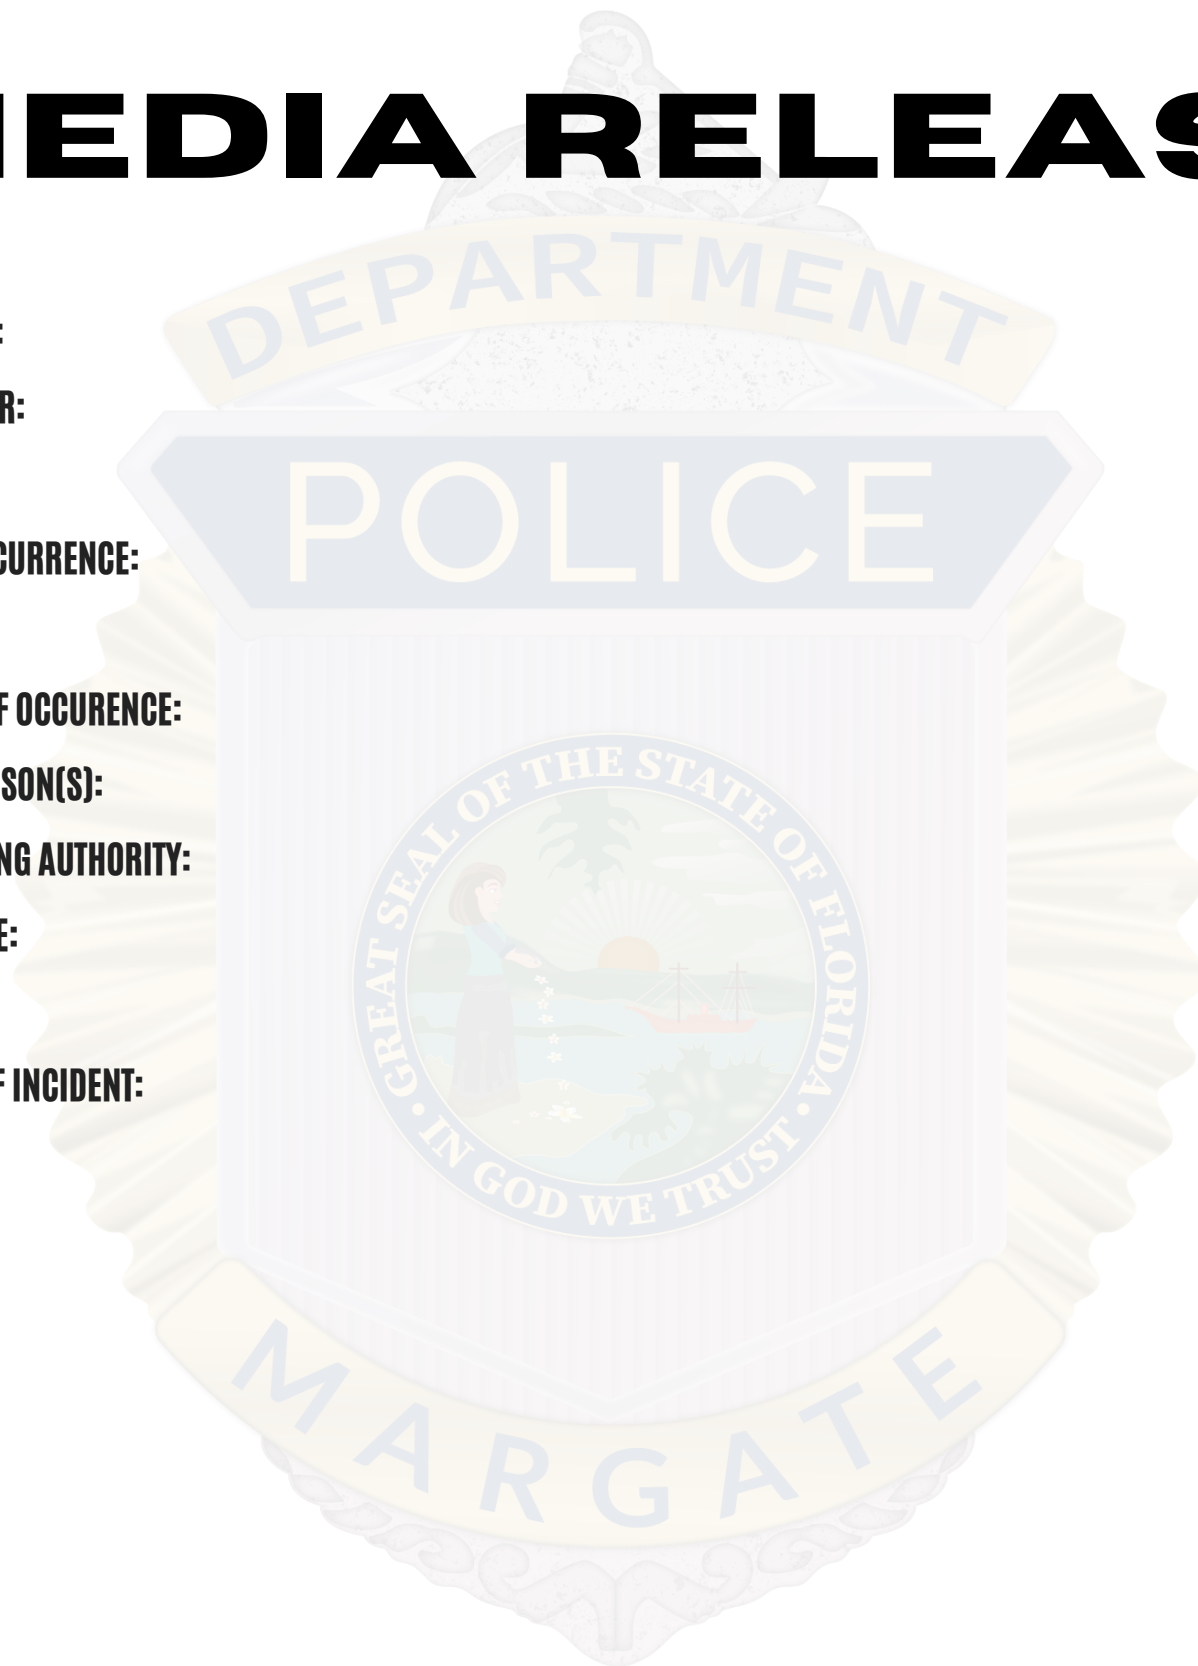 MEDIA RELEAS
DEPARTMENT
:
R:
POLICE
CURRENCE:
F OCCURENCE:
SON(S):
GREAT SEAL OF THE STATE OF FLORIDA
NG AUTHORITY:
E:
F INCIDENT:
• IN GOD WE TRUST •
MARGATE